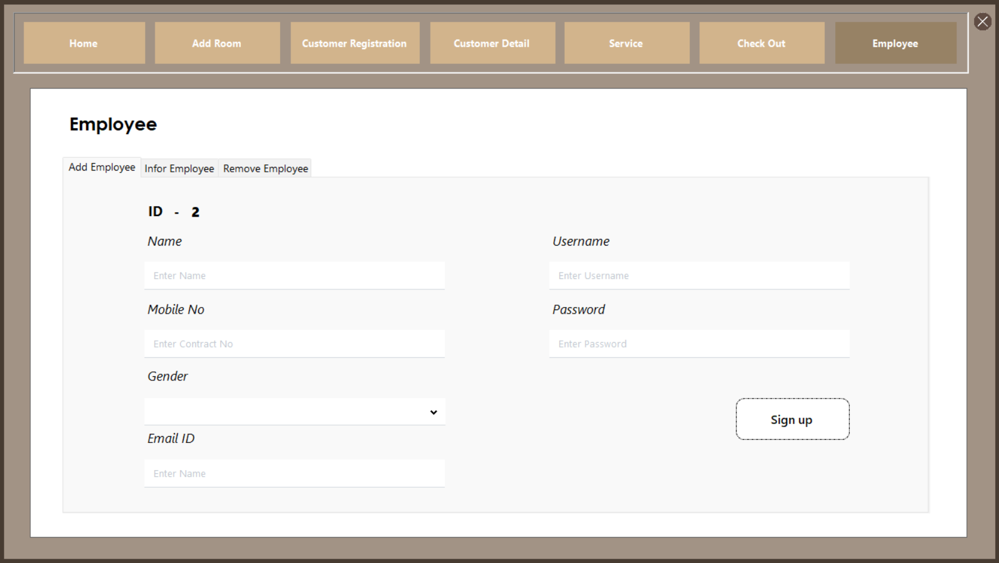 Home Add Room Customer Registration Customer Detail Service Check Out Employee
Employee
Add Employee Infor Employee Remove Employee
ID - 2
Name Username
Enter Name Enter Username
Mobile No Password
Enter Contract No Enter Password
Gender
Sign up
Email ID
Enter Name